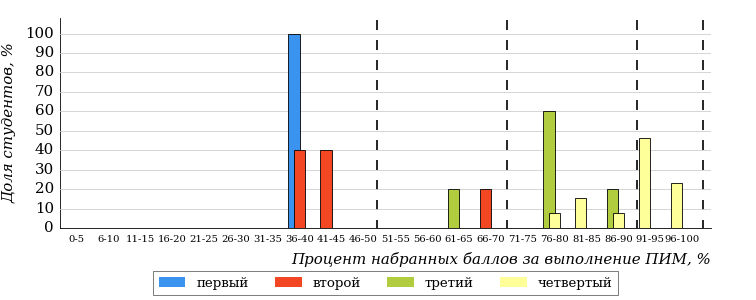 Доля студентов, %
100
90
80
70
60
50
40
30
20
10
0
0-5 6-10 11-15 16-20 21-25 26-30 31-35 36-40 41-45 46-50 51-55 56-60 61-65 66-70 71-75 76-80 81-85 86-90 91-95 96-100
Процент набранных баллов за выполнение ПИМ, %
первый второй третий четвертый